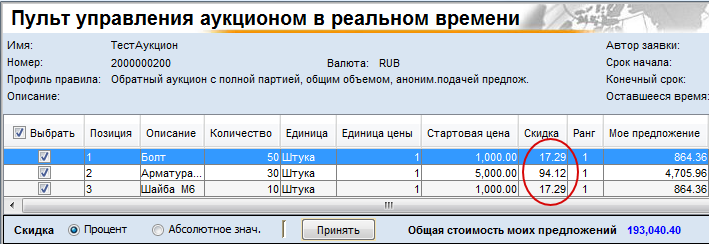 Пульт управления аукционом в реальном времени
Имя: ТестАукцион Автор заявки:
Номер: 2000000200 Валюта: RUB Срок начала:
Профиль правила: Обратный аукцион с полной партией, общим объемом, аноним.подачей предлож. Конечный срок:
Описание: Оставшееся время:
Выбрать Позиция Описание Количество Единица Единица цены Стартовая цена Скидка Ранг Мое предложение
1 Болт 50 Штука 1 1,000.00 17.29 1 864.36
2 Арматура... 30 Штука 1 5,000.00 94.12 1 4,705.96
3 Шайба М6 10 Штука 1 1,000.00 17.29 1 864.36
Скидка Процент Абсолютное знач. Принять Общая стоимость моих предложений 193,040.40